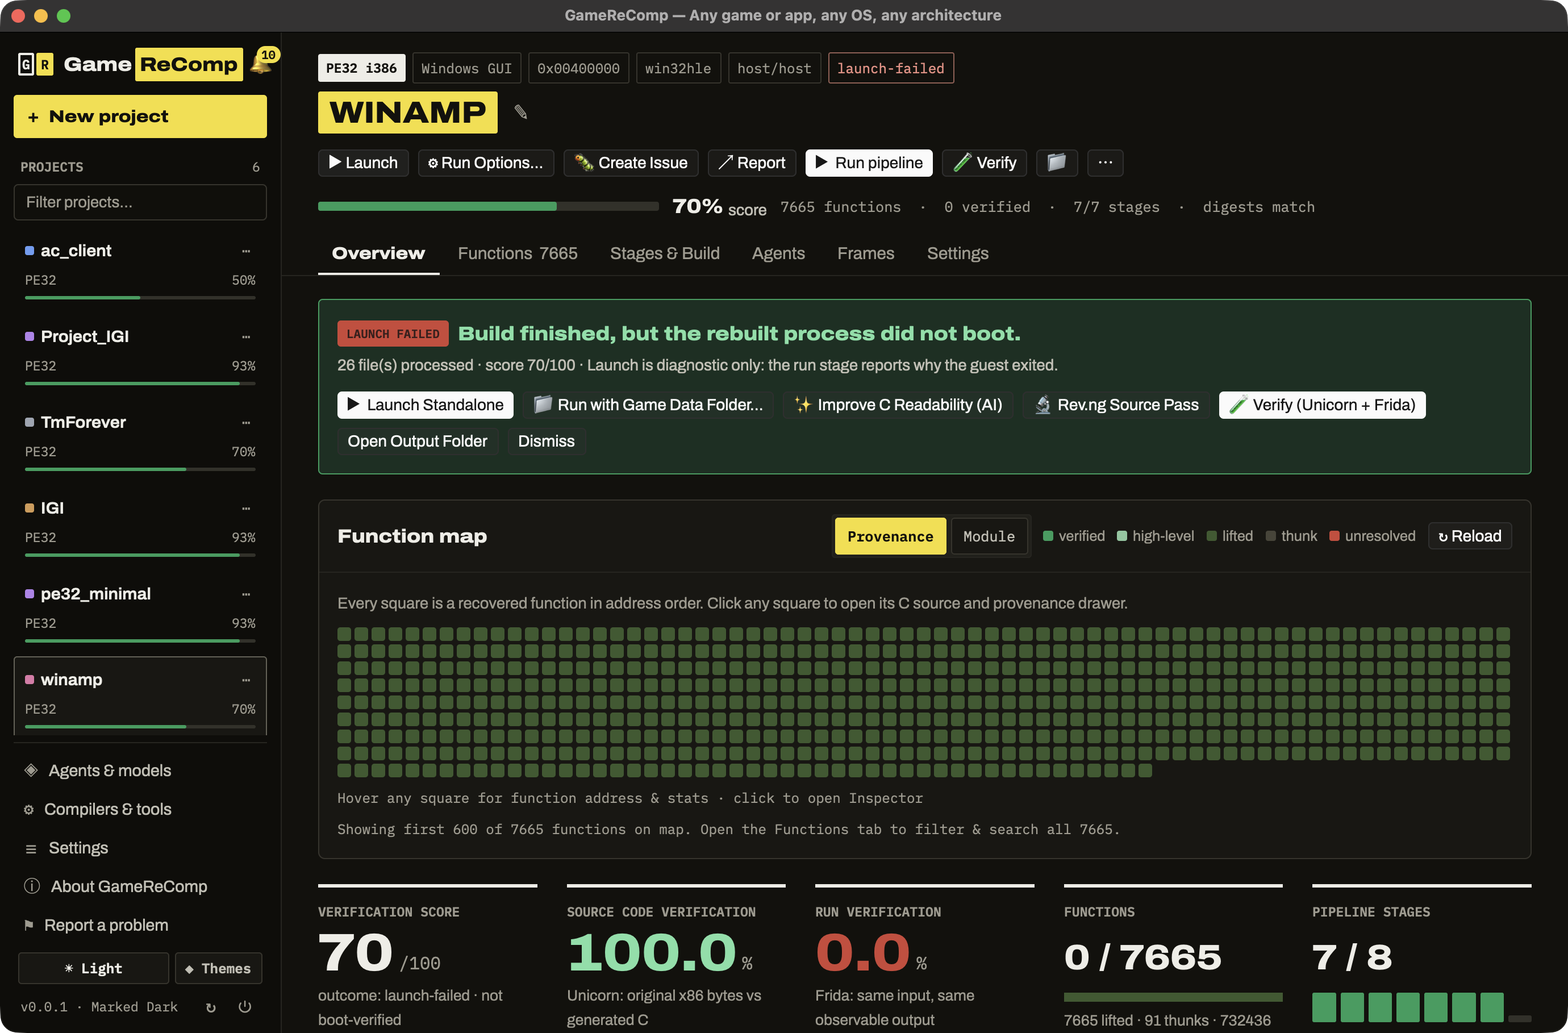 GameReComp — Any game or app, any OS, any architecture
G R Game ReComp 10
+ New project
PROJECTS 6
Filter projects...
ac_client ...
PE32 50%
Project_IGI ...
PE32 93%
TmForever ...
PE32 70%
IGI ...
PE32 93%
pe32_minimal ...
PE32 93%
winamp ...
PE32 70%
Agents & models
Compilers & tools
Settings
About GameReComp
Report a problem
Light
Themes
v0.0.1 · Marked Dark
PE32 i386
Windows GUI
0x00400000
win32hle
host/host
launch-failed
WINAMP
Launch
Run Options...
Create Issue
Report
Run pipeline
Verify
...
70% score 7665 functions · 0 verified · 7/7 stages · digests match
Overview
Functions 7665
Stages & Build
Agents
Frames
Settings
LAUNCH FAILED Build finished, but the rebuilt process did not boot.
26 file(s) processed · score 70/100 · Launch is diagnostic only: the run stage reports why the guest exited.
Launch Standalone
Run with Game Data Folder...
Improve C Readability (AI)
Rev.ng Source Pass
Verify (Unicorn + Frida)
Open Output Folder
Dismiss
Function map
Provenance
Module
verified
high-level
lifted
thunk
unresolved
Reload
Every square is a recovered function in address order. Click any square to open its C source and provenance drawer.
Hover any square for function address & stats · click to open Inspector
Showing first 600 of 7665 functions on map. Open the Functions tab to filter & search all 7665.
VERIFICATION SCORE
70 /100
outcome: launch-failed · not
boot-verified
SOURCE CODE VERIFICATION
100.0 %
Unicorn: original x86 bytes vs
generated C
RUN VERIFICATION
0.0 %
Frida: same input, same
observable output
FUNCTIONS
0 / 7665
7665 lifted · 91 thunks · 732436
PIPELINE STAGES
7 / 8